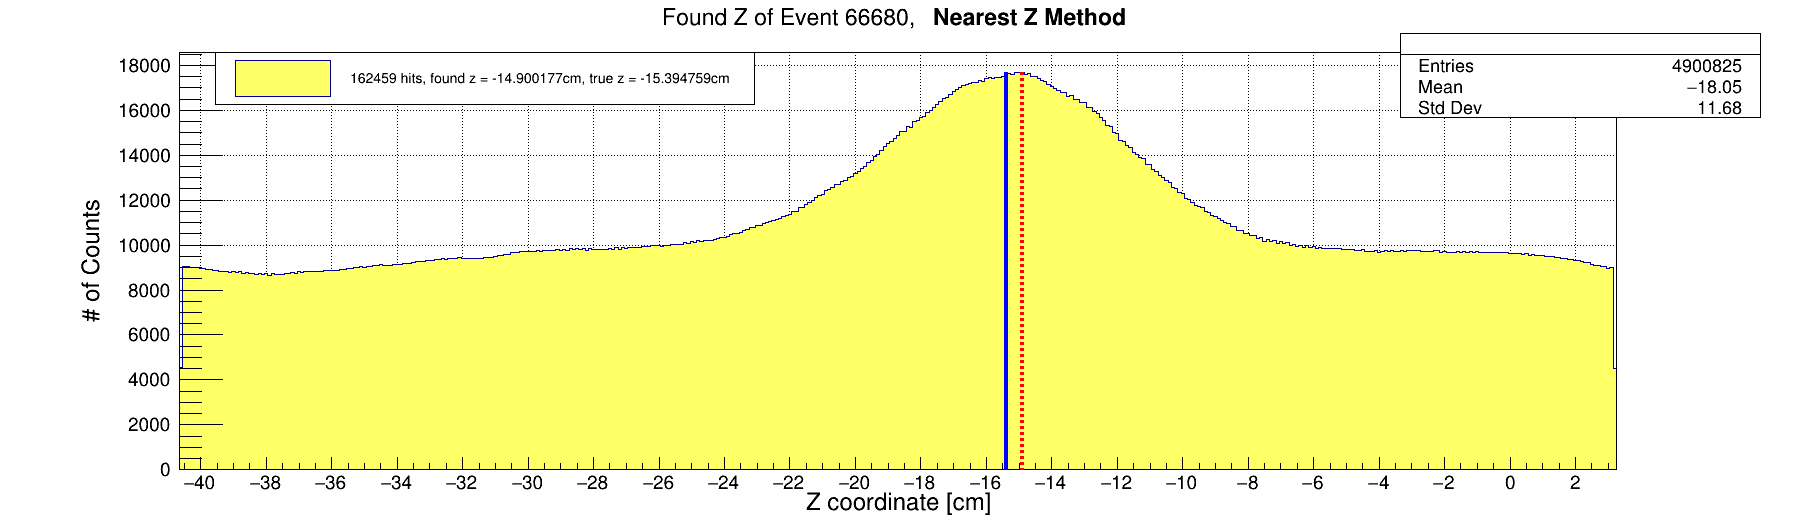 Found Z of Event 66680, Nearest Z Method
162459 hits, found z = -14.900177cm, true z = -15.394759cm
Entries 4900825
Mean −18.05
Std Dev 11.68
# of Counts
18000
16000
14000
12000
10000
8000
6000
4000
2000
0
−40 −38 −36 −34 −32 −30 −28 −26 −24 −22 −20 −18 −16 −14 −12 −10 −8 −6 −4 −2 0 2
Z coordinate [cm]